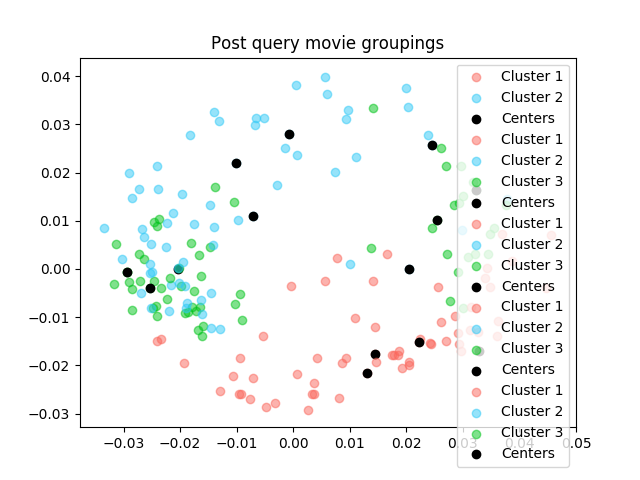 Post query movie groupings
0.04
0.03
0.02
0.01
0.00
−0.01
−0.02
−0.03
−0.03
−0.02
−0.01
0.00
0.01
0.02
0.03
0.04
0.05
Cluster 1
Cluster 2
Centers
Cluster 1
Cluster 2
Cluster 3
Centers
Cluster 1
Cluster 2
Cluster 3
Centers
Cluster 1
Cluster 2
Cluster 3
Centers
Cluster 1
Cluster 2
Cluster 3
Centers